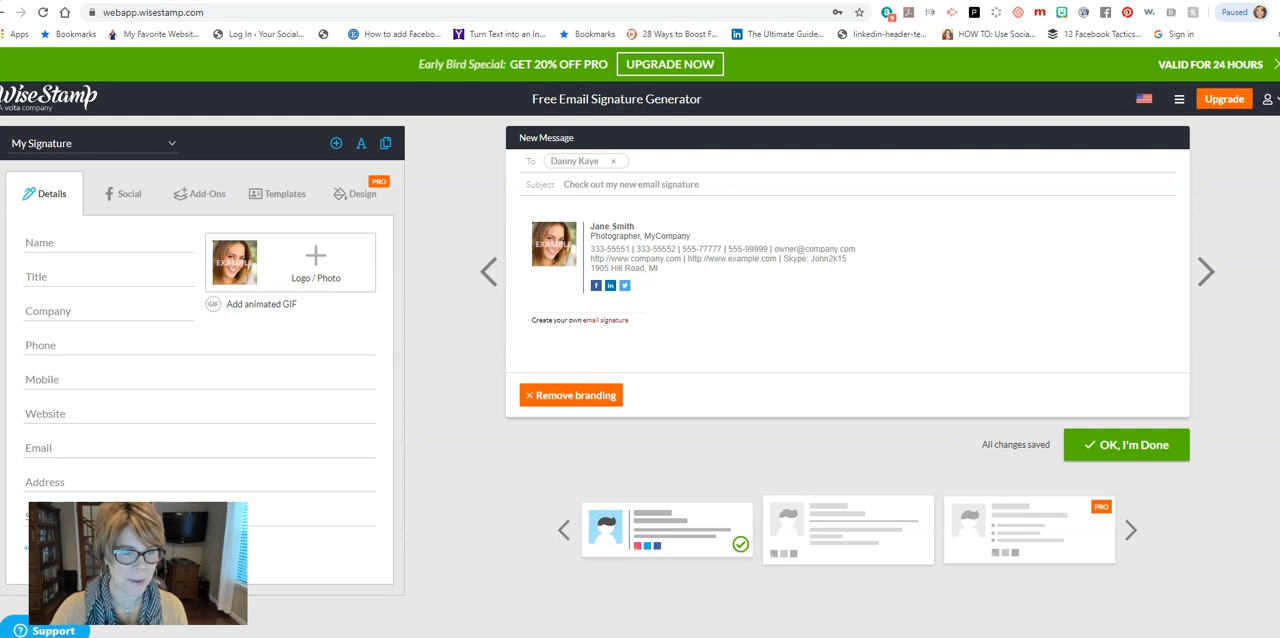 webapp.wisestamp.com
Paused
Apps
Bookmarks
My Favorite Websit...
Log In ‹ Your Social...
How to add Facebo...
Turn Text into an In...
Bookmarks
28 Ways to Boost F...
The Ultimate Guide...
linkedin-header-te...
HOW TO: Use Socia...
12 Facebook Tactics...
Sign in
Early Bird Special: GET 20% OFF PRO
UPGRADE NOW
VALID FOR 24 HOURS
WiseStamp
A vcita company
Free Email Signature Generator
Upgrade
My Signature
A
Details
Social
Add-Ons
Templates
Design
PRO
Name
Title
Company
Phone
Mobile
Website
Email
Address
EXAMPLE
Logo / Photo
GIF
Add animated GIF
Support
New Message
To Danny Kaye ×
Subject: Check out my new email signature
EXAMPLE
Jane Smith
Photographer, MyCompany
333-55551 | 333-55552 | 555-77777 | 555-99999 | owner@company.com
http://www.company.com | http://www.example.com | Skype: John2k15
1905 Hill Road, MI
Create your own email signature
× Remove branding
All changes saved
OK, I'm Done
PRO